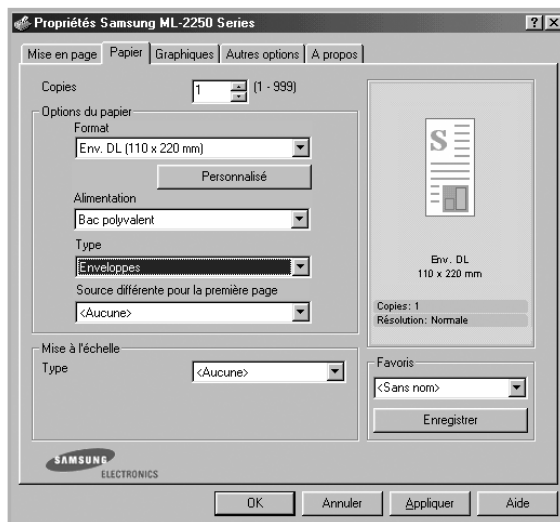 Propriétés Samsung ML-2250 Series
Mise en page Papier Graphiques Autres options A propos
Copies 1 (1 - 999)
Options du papier
Format
Env. DL (110 x 220 mm)
Personnalisé
Alimentation
Bac polyvalent
Type
Enveloppes
Source différente pour la première page
<Aucune>
Mise à l'échelle
Type <Aucune>
S
Env. DL
110 x 220 mm
Copies: 1
Résolution: Normale
Favoris
<Sans nom>
Enregistrer
SAMSUNG
ELECTRONICS
OK Annuler Appliquer Aide